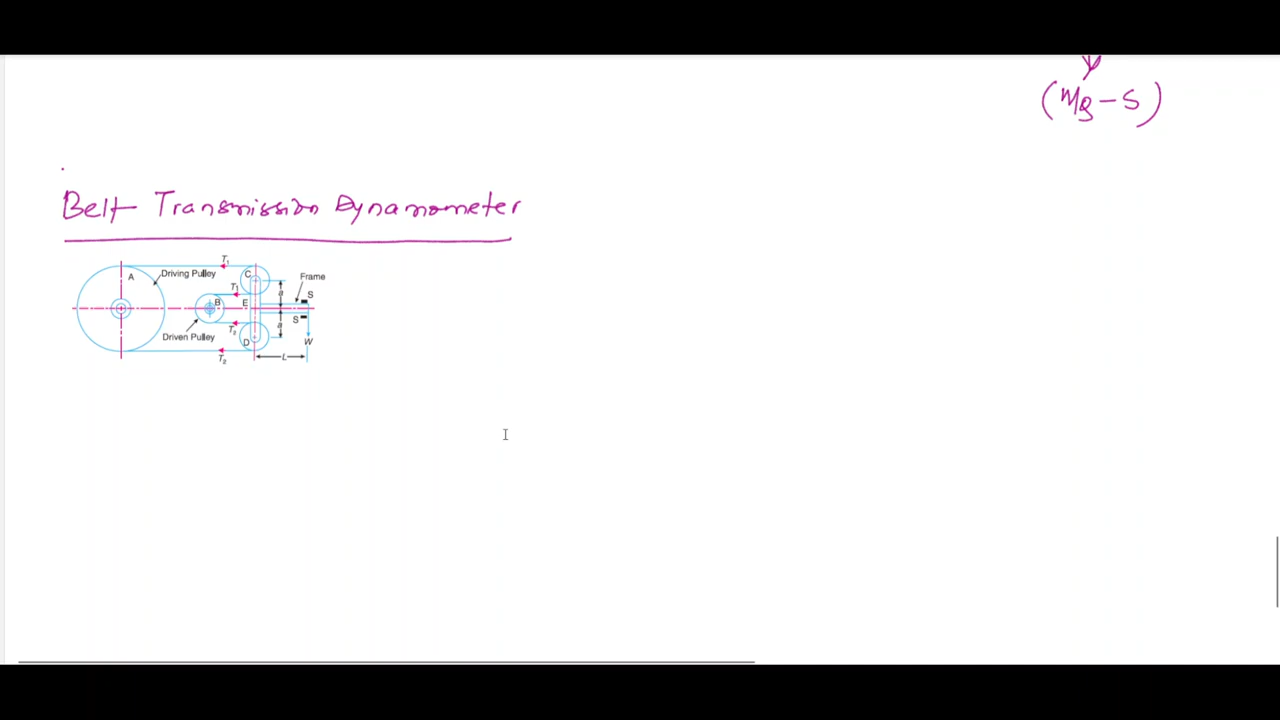 (Mg - S)
Belt Transmission Dynamometer
T1
A
Driving Pulley
C
Frame
T1
a
S
B
E
S
T2
a
Driven Pulley
D
W
T2
L